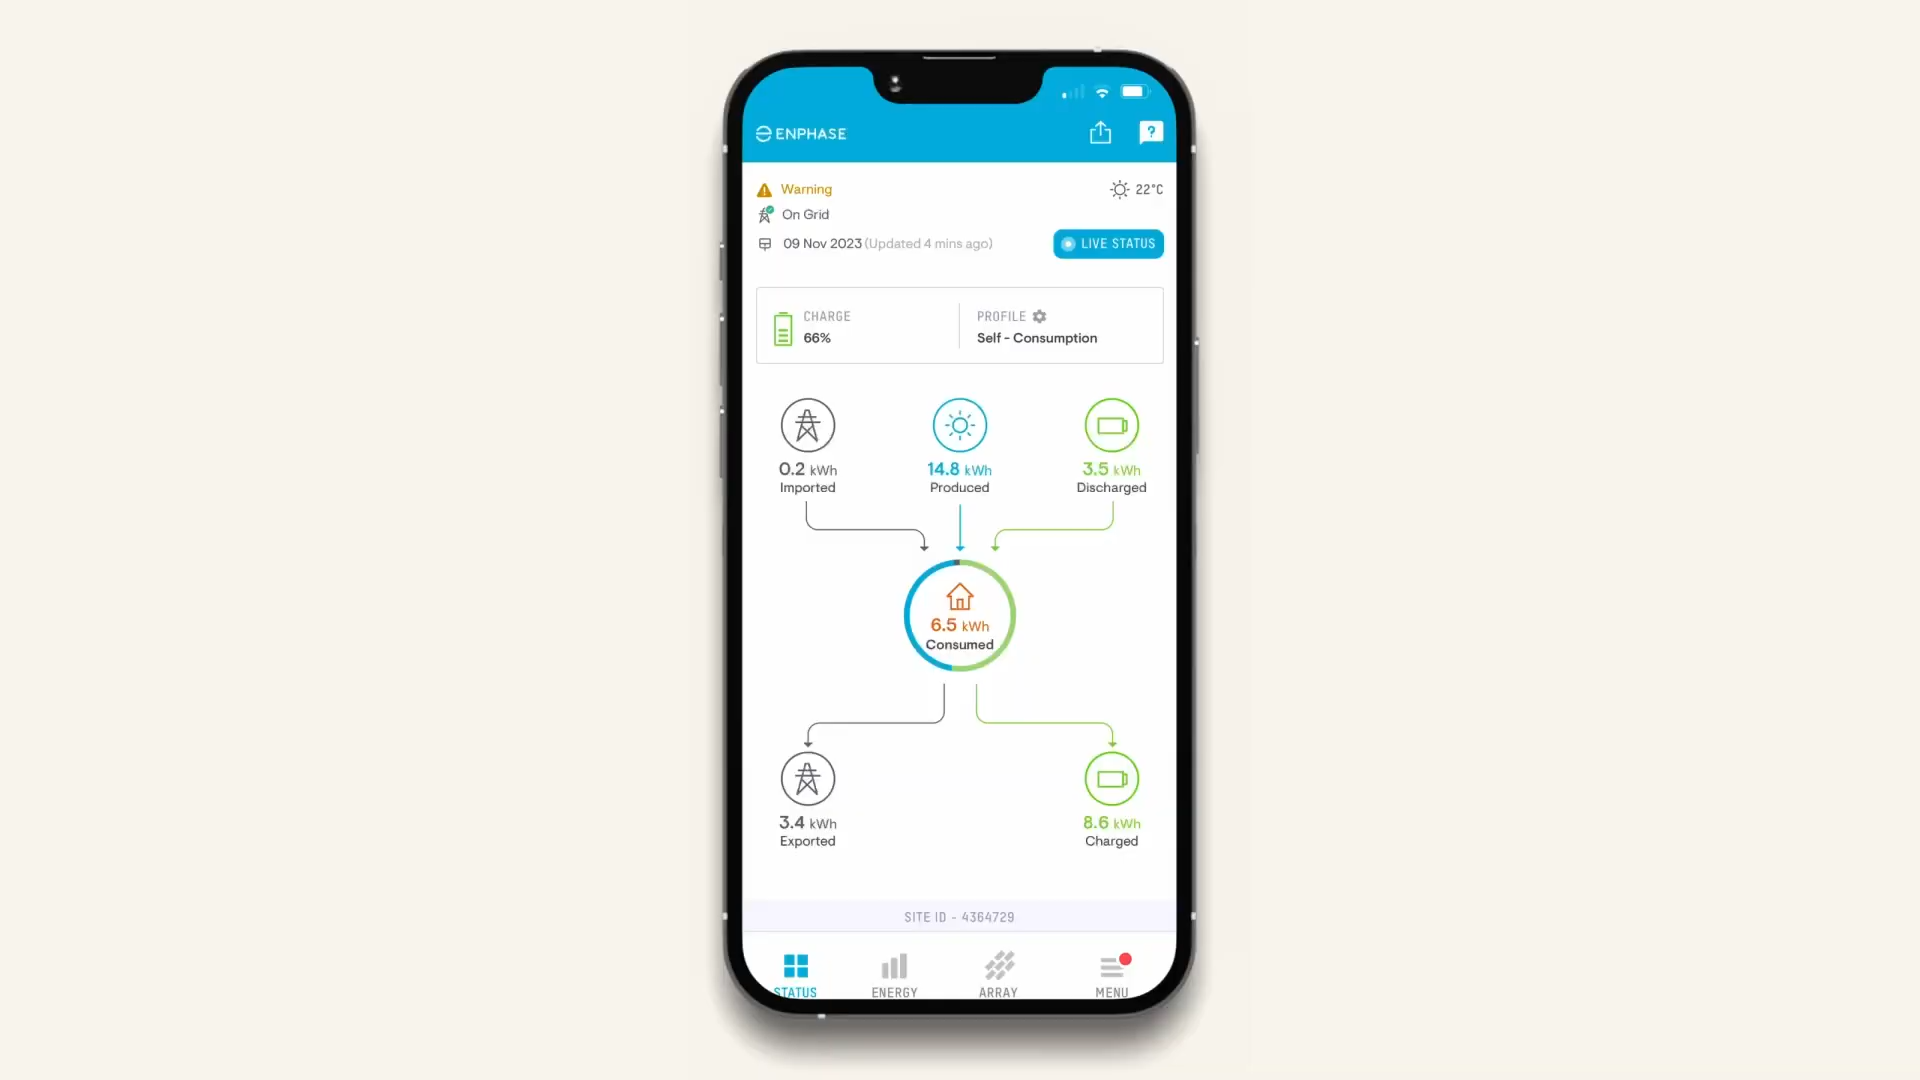 ENPHASE
?
Warning
22°C
On Grid
09 Nov 2023 (Updated 4 mins ago)
LIVE STATUS
CHARGE
66%
PROFILE
Self - Consumption
0.2 kWh
Imported
14.8 kWh
Produced
3.5 kWh
Discharged
6.5 kWh
Consumed
3.4 kWh
Exported
8.6 kWh
Charged
SITE ID - 4364729
STATUS
ENERGY
ARRAY
MENU